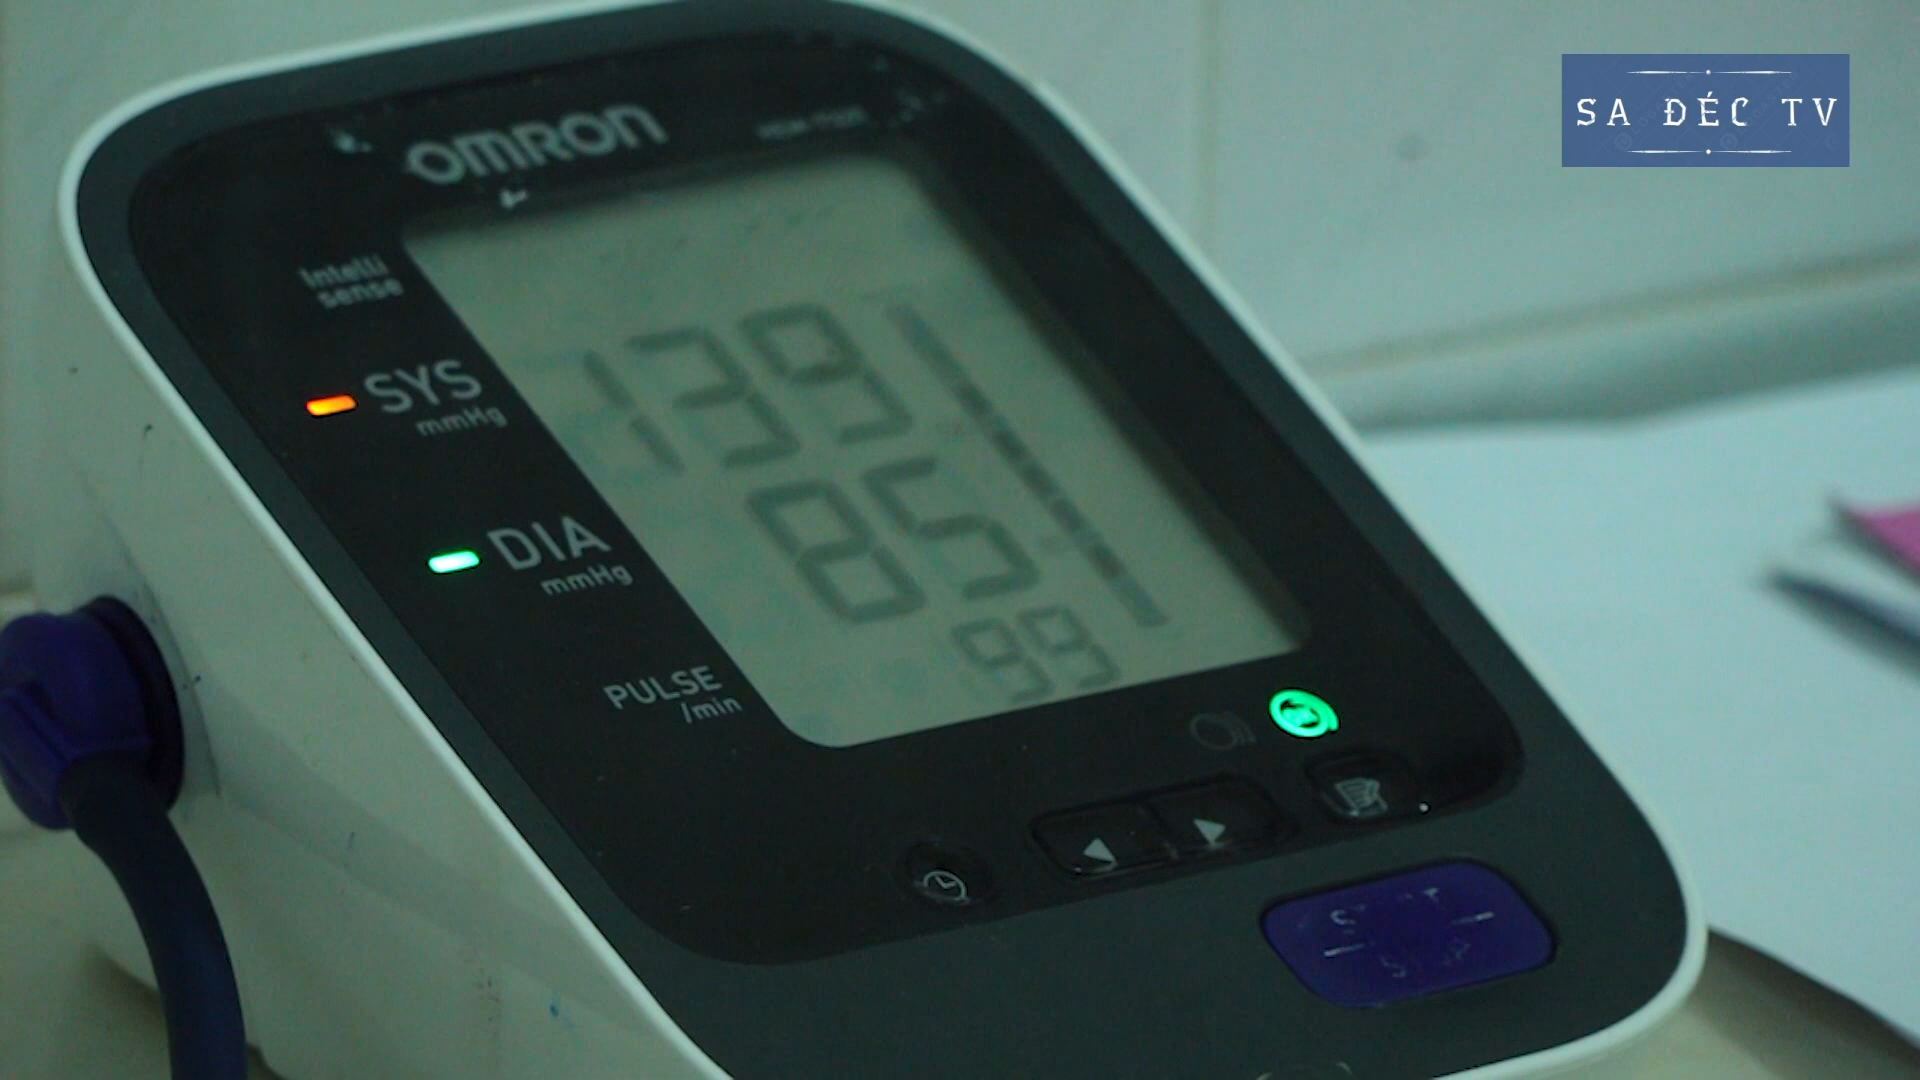 SA ĐÉC TV
OMRON
Intelli
sense
SYS
mmHg
139
DIA
mmHg
85
PULSE
/min
99